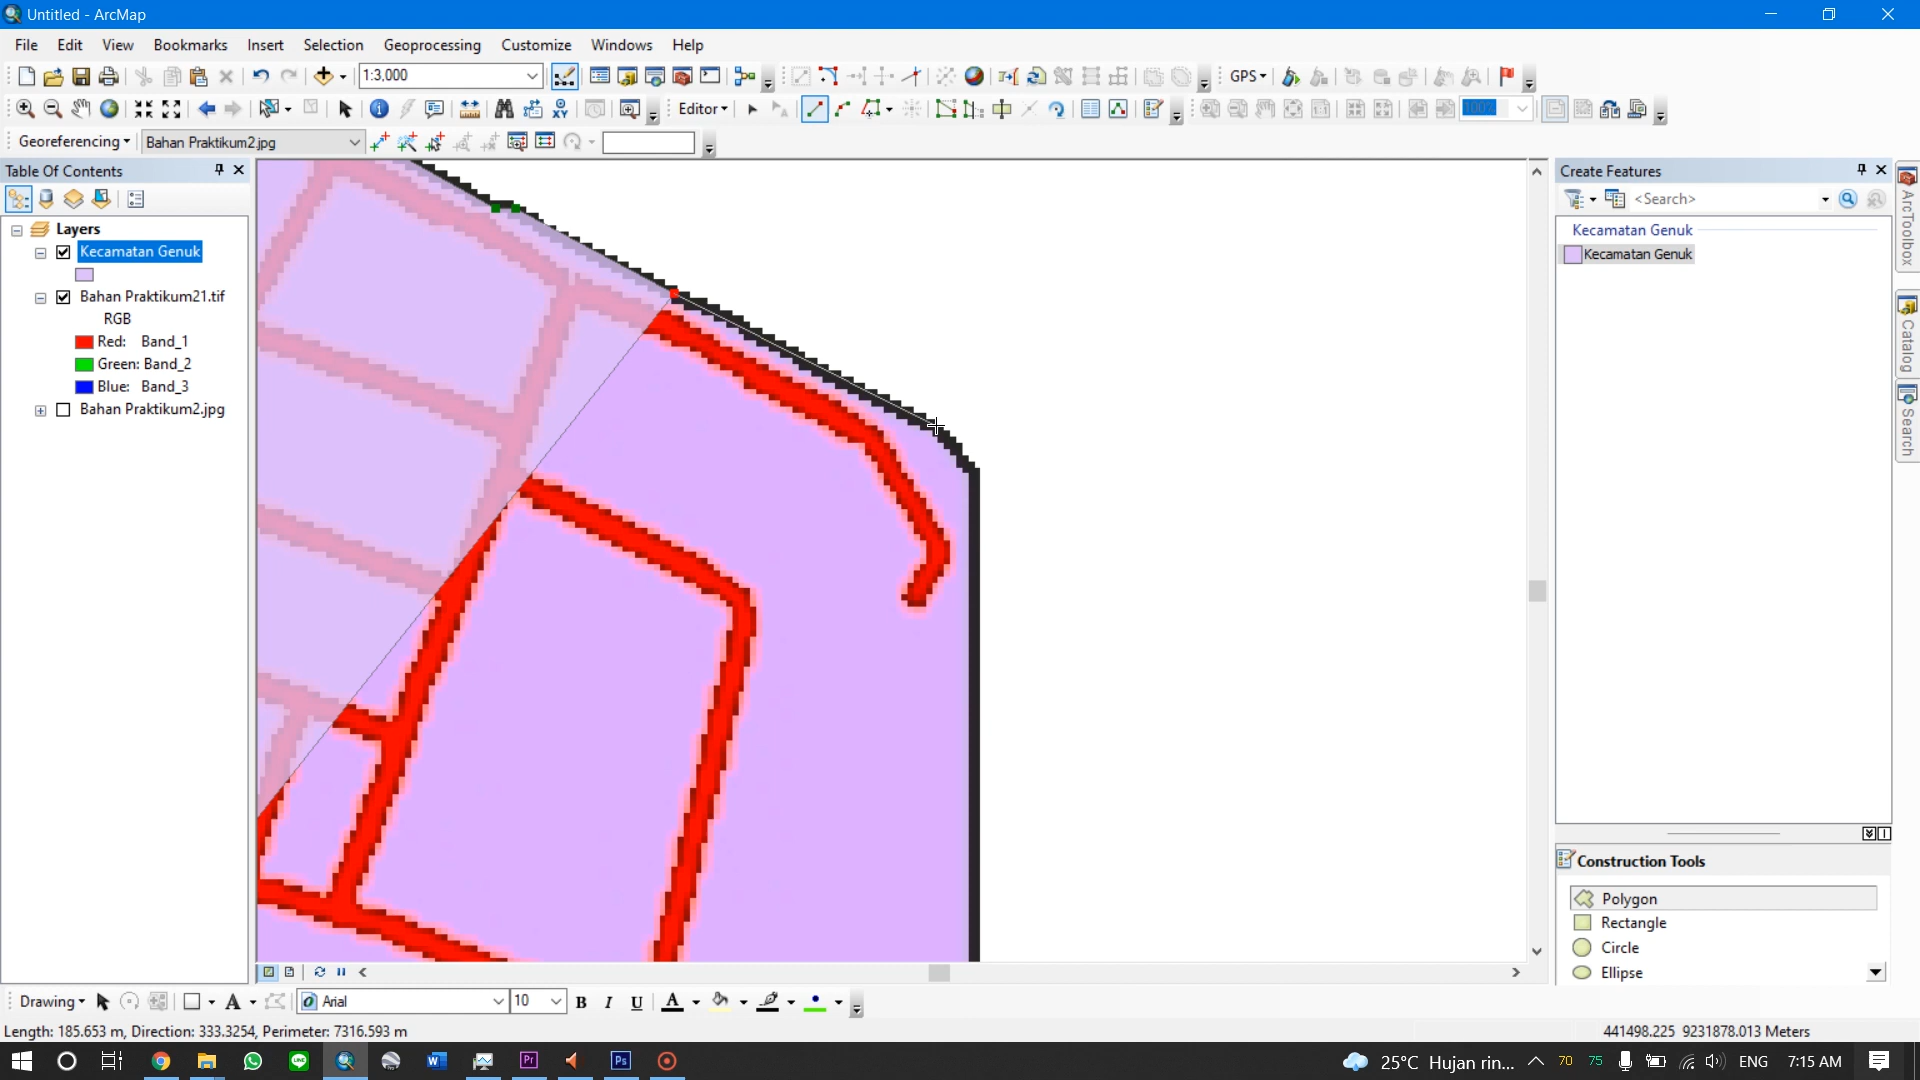 Untitled - ArcMap
File Edit View Bookmarks Insert Selection Geoprocessing Customize Windows Help
1:3,000 GPS
Editor 100%
Georeferencing Bahan Praktikum2.jpg
Table Of Contents
Layers
Kecamatan Genuk
Bahan Praktikum21.tif
RGB
Red: Band_1
Green: Band_2
Blue: Band_3
Bahan Praktikum2.jpg
Create Features
<Search>
Kecamatan Genuk
Kecamatan Genuk
Construction Tools
Polygon
Rectangle
Circle
Ellipse
ArcToolbox
Catalog
Search
Drawing A Arial 10 B I U A
Length: 185.653 m, Direction: 333.3254, Perimeter: 7316.593 m
441498.225 9231878.013 Meters
25°C Hujan rin... 70 75 ENG 7:15 AM